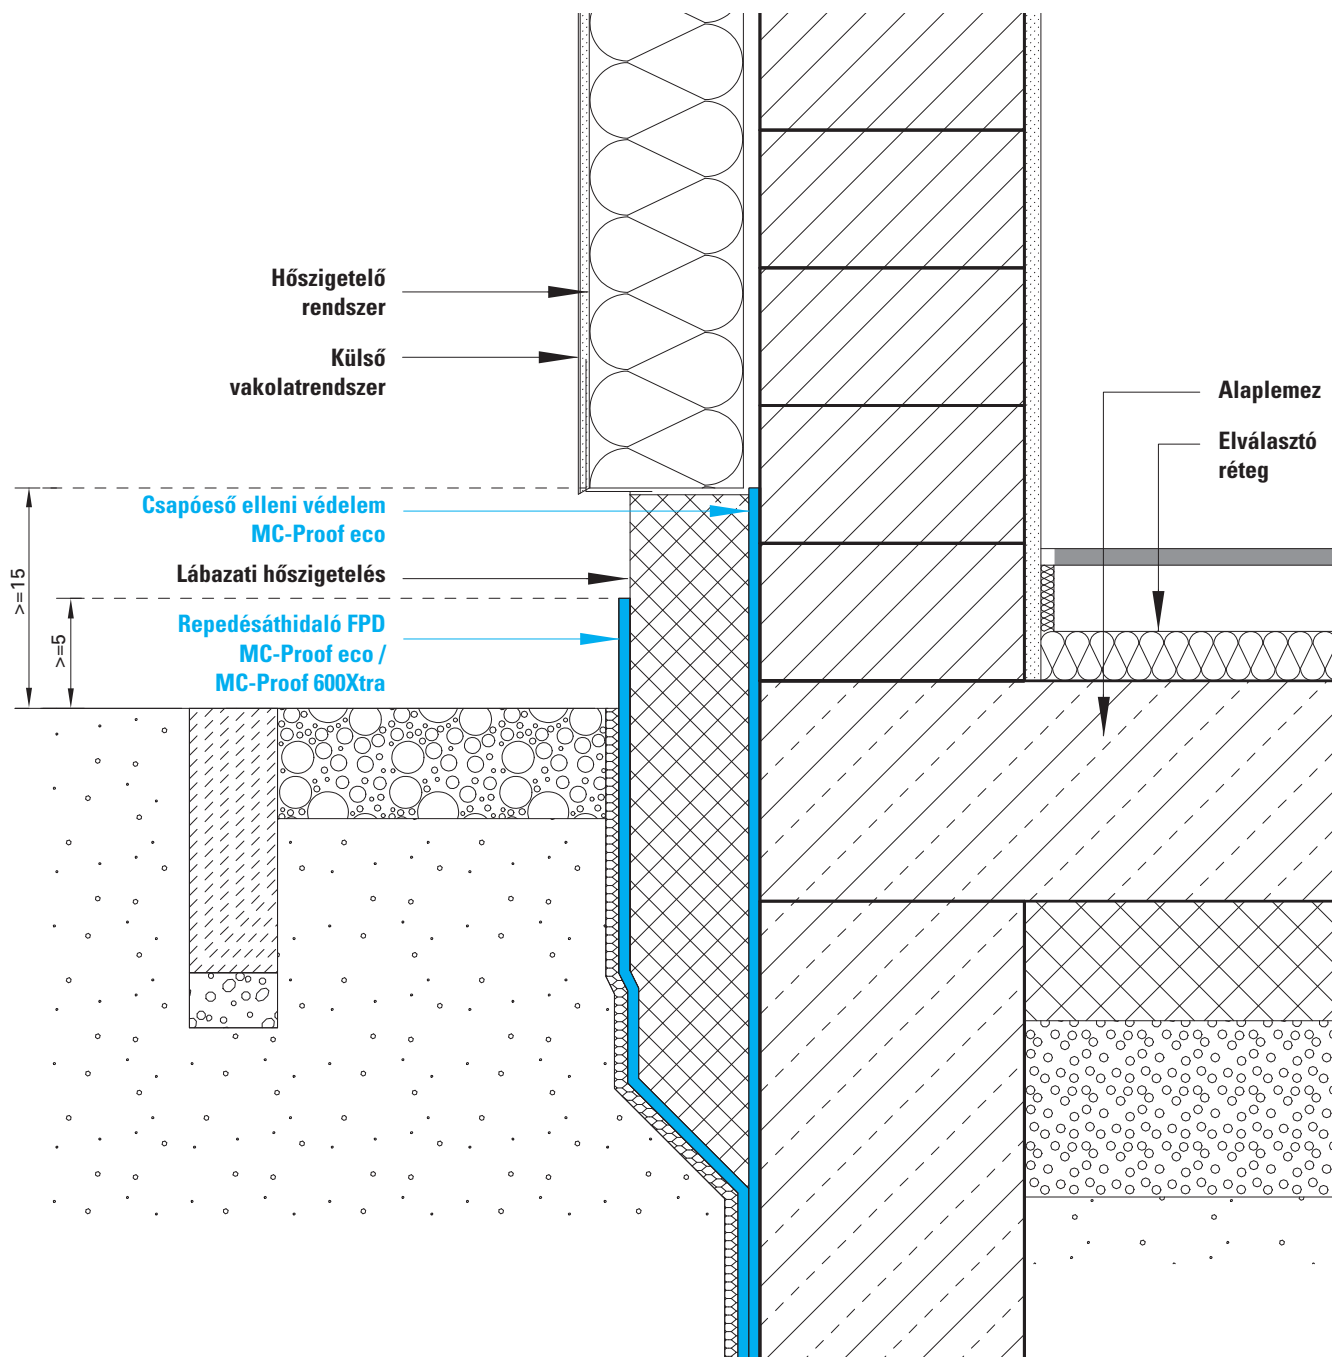 Hőszigetelő
rendszer
Külső
vakolatrendszer
Alaplemez
Elválasztó
réteg
Csapóeső elleni védelem
MC-Proof eco
Lábazati hőszigetelés
>=15
>=5
Repedésáthidaló FPD
MC-Proof eco /
MC-Proof 600Xtra